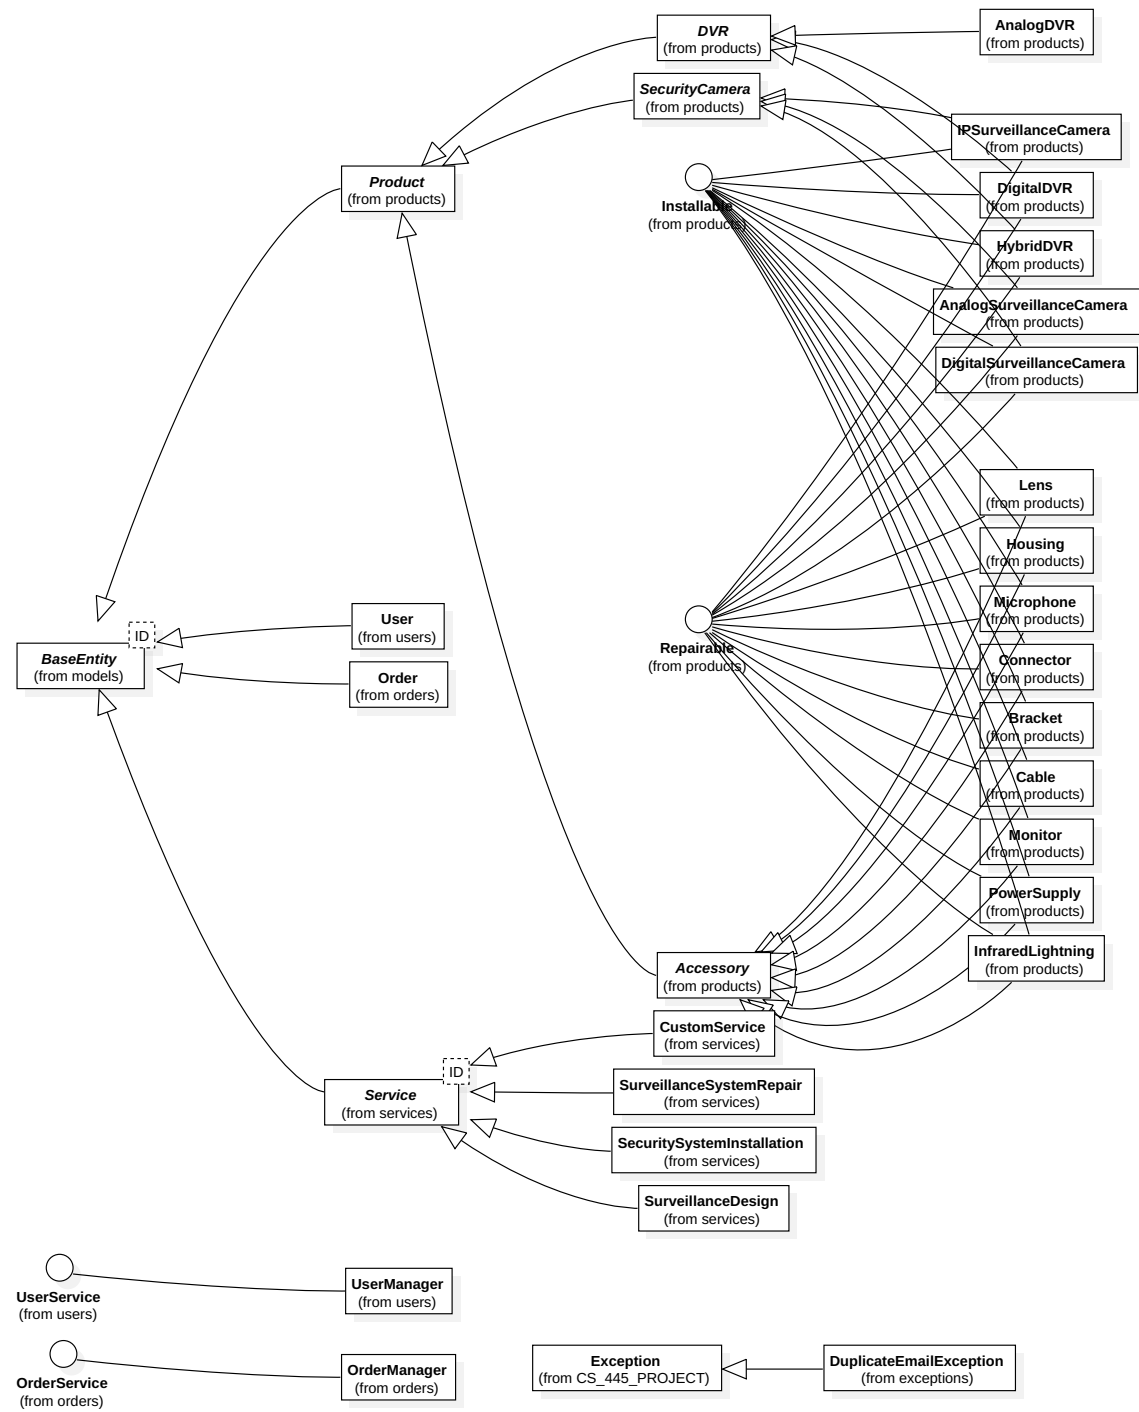 DVR
(from products)
AnalogDVR
(from products)
SecurityCamera
(from products)
IPSurveillanceCamera
(from products)
Product
(from products)
Installable
(from products)
DigitalDVR
(from products)
HybridDVR
(from products)
AnalogSurveillanceCamera
(from products)
DigitalSurveillanceCamera
(from products)
Lens
(from products)
Housing
(from products)
Microphone
(from products)
ID
BaseEntity
(from models)
User
(from users)
Order
(from orders)
Repairable
(from products)
Connector
(from products)
Bracket
(from products)
Cable
(from products)
Monitor
(from products)
PowerSupply
(from products)
InfraredLightning
(from products)
Accessory
(from products)
CustomService
(from services)
ID
Service
(from services)
SurveillanceSystemRepair
(from services)
SecuritySystemInstallation
(from services)
SurveillanceDesign
(from services)
UserService
(from users)
UserManager
(from users)
OrderService
(from orders)
OrderManager
(from orders)
Exception
(from CS_445_PROJECT)
DuplicateEmailException
(from exceptions)